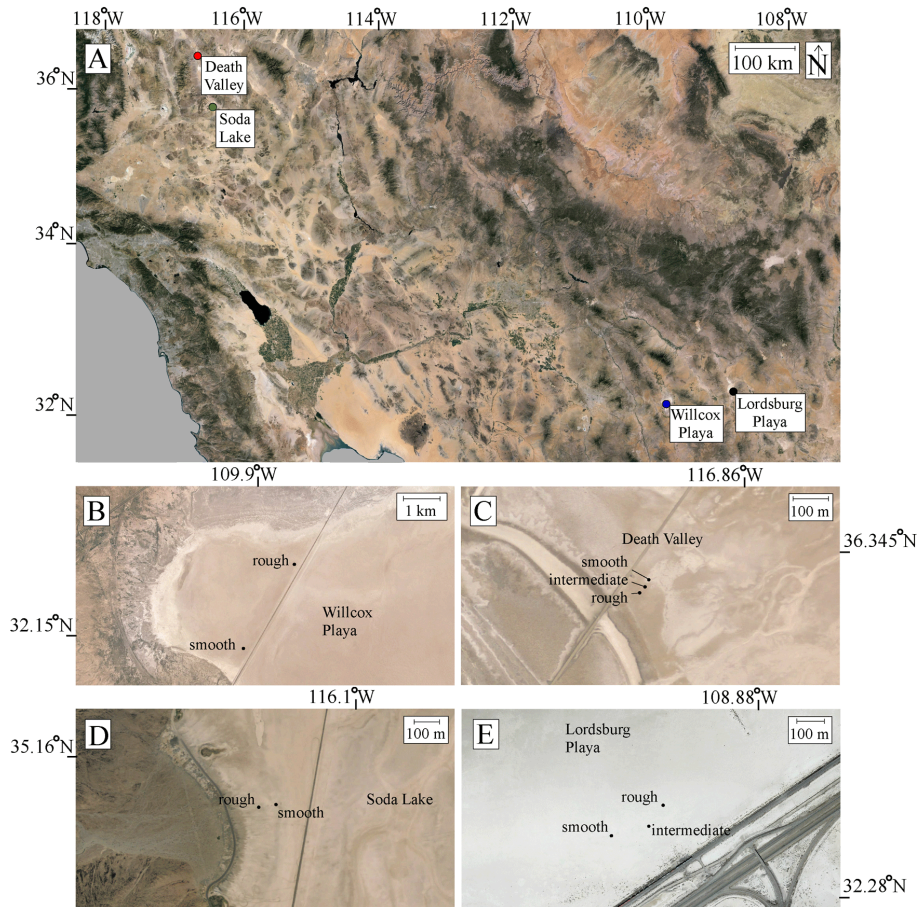 118°W 116°W 114°W 112°W 110°W 108°W
A
100 km
N
36°N
Death
Valley
Soda
Lake
34°N
32°N
Willcox
Playa
Lordsburg
Playa
109.9°W
116.86°W
B
1 km
rough
Willcox
Playa
smooth
32.15°N
C
100 m
Death Valley
36.345°N
smooth
intermediate
rough
116.1°W
108.88°W
D
100 m
35.16°N
rough
smooth
Soda Lake
E
100 m
Lordsburg
Playa
rough
smooth
intermediate
32.28°N